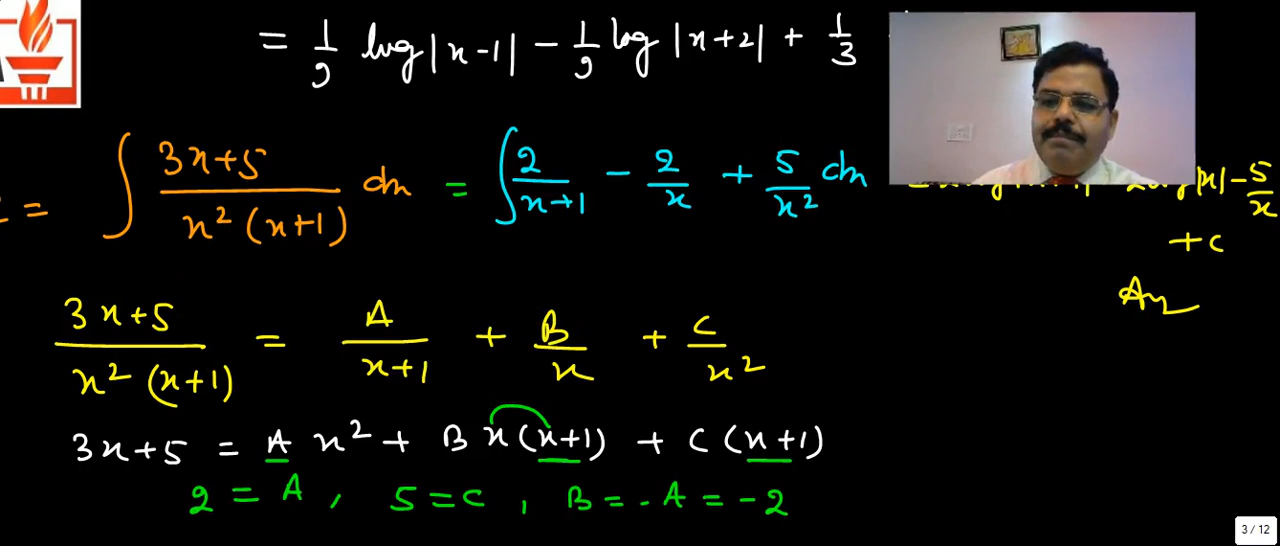 = 1/9 log|x-1| - 1/9 log|x+2| + 1/3
= ∫ 3x+5 / x² (x+1) dx = ∫ 2/x+1 - 2/x + 5/x² dx |x| - 5/x
+ c
Ans
3x+5 / x² (x+1) = A / x+1 + B / x + C / x²
3x+5 = A x² + B x (x+1) + C (x+1)
2 = A , 5 = C , B = -A = -2
3 / 12